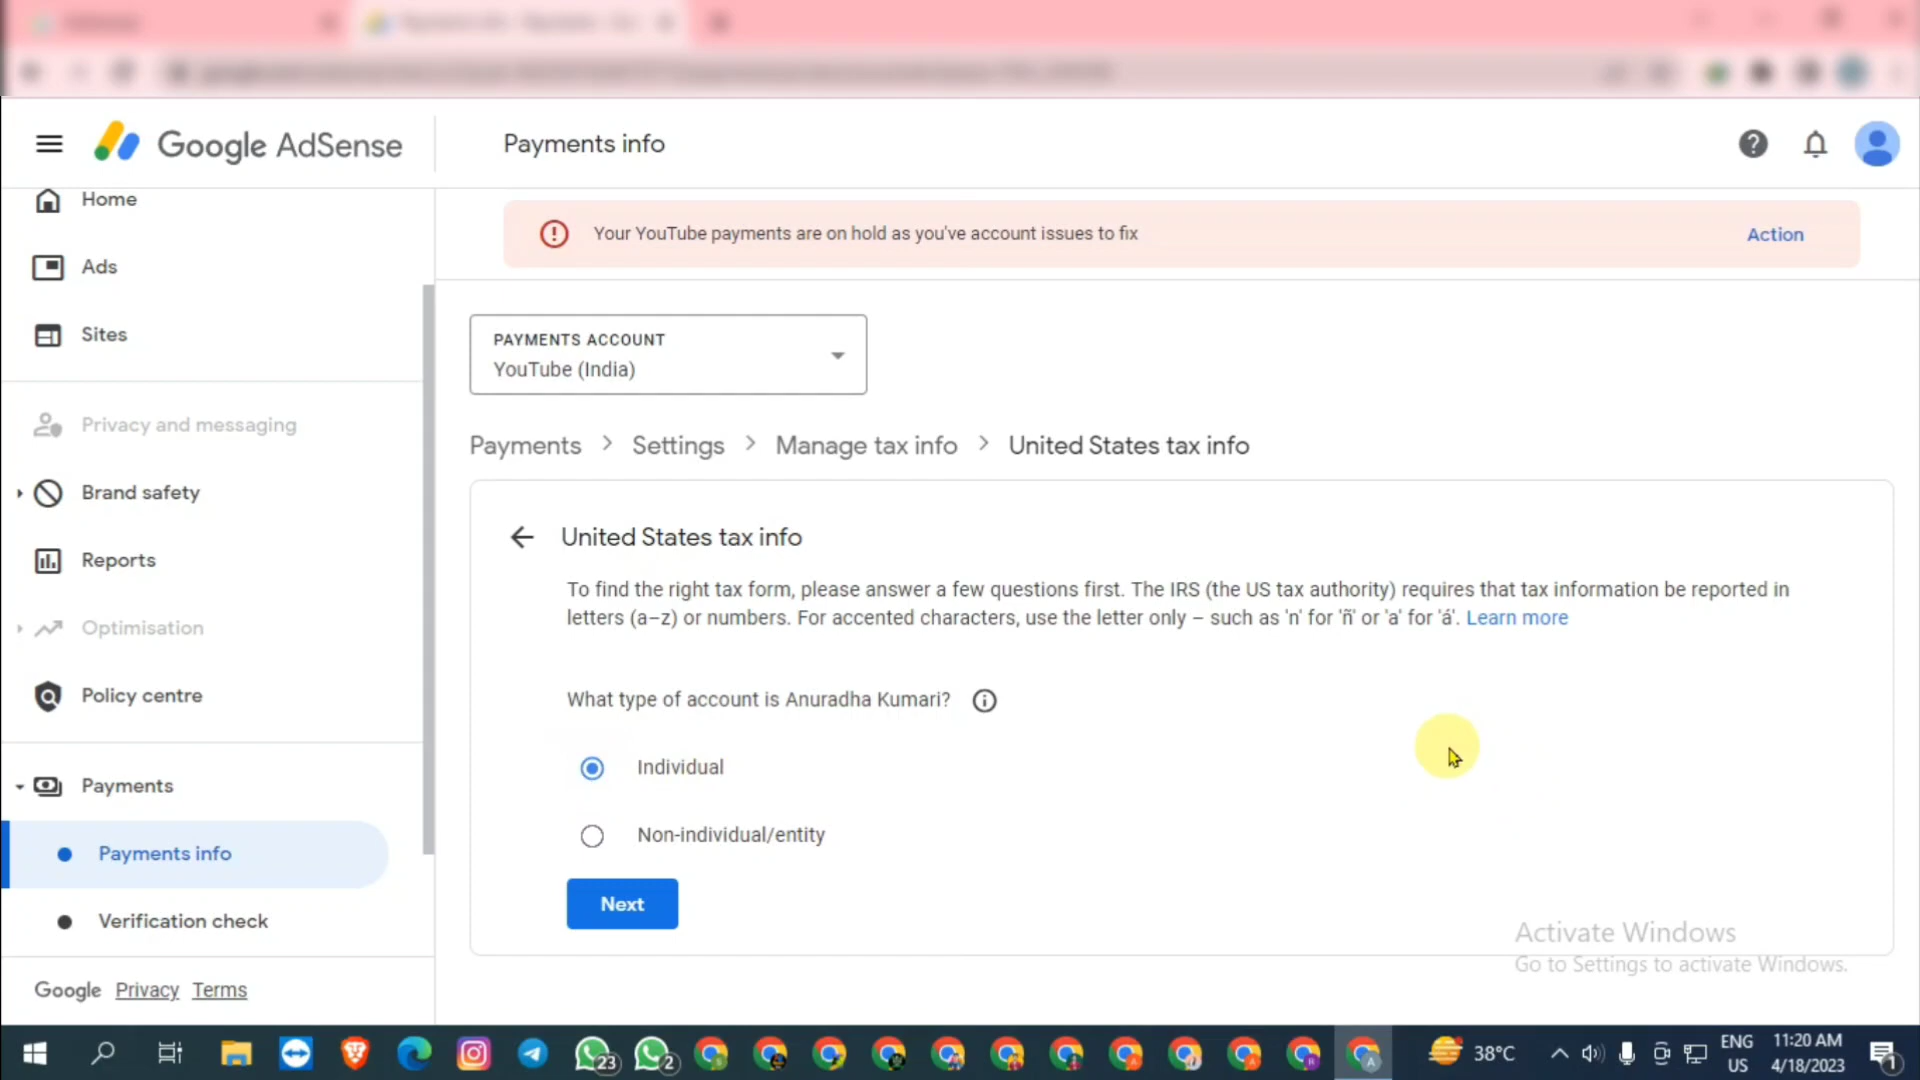 Google AdSense
Payments info
Home
Ads
Sites
Privacy and messaging
Brand safety
Reports
Optimisation
Policy centre
Payments
Payments info
Verification check
Google Privacy Terms
Your YouTube payments are on hold as you've account issues to fix
Action
PAYMENTS ACCOUNT
YouTube (India)
Payments > Settings > Manage tax info > United States tax info
United States tax info
To find the right tax form, please answer a few questions first. The IRS (the US tax authority) requires that tax information be reported in
letters (a–z) or numbers. For accented characters, use the letter only – such as 'n' for 'ñ' or 'a' for 'á'. Learn more
What type of account is Anuradha Kumari?
Individual
Non-individual/entity
Next
Activate Windows
Go to Settings to activate Windows.
23
2
38°C
ENG
US
11:20 AM
4/18/2023
1